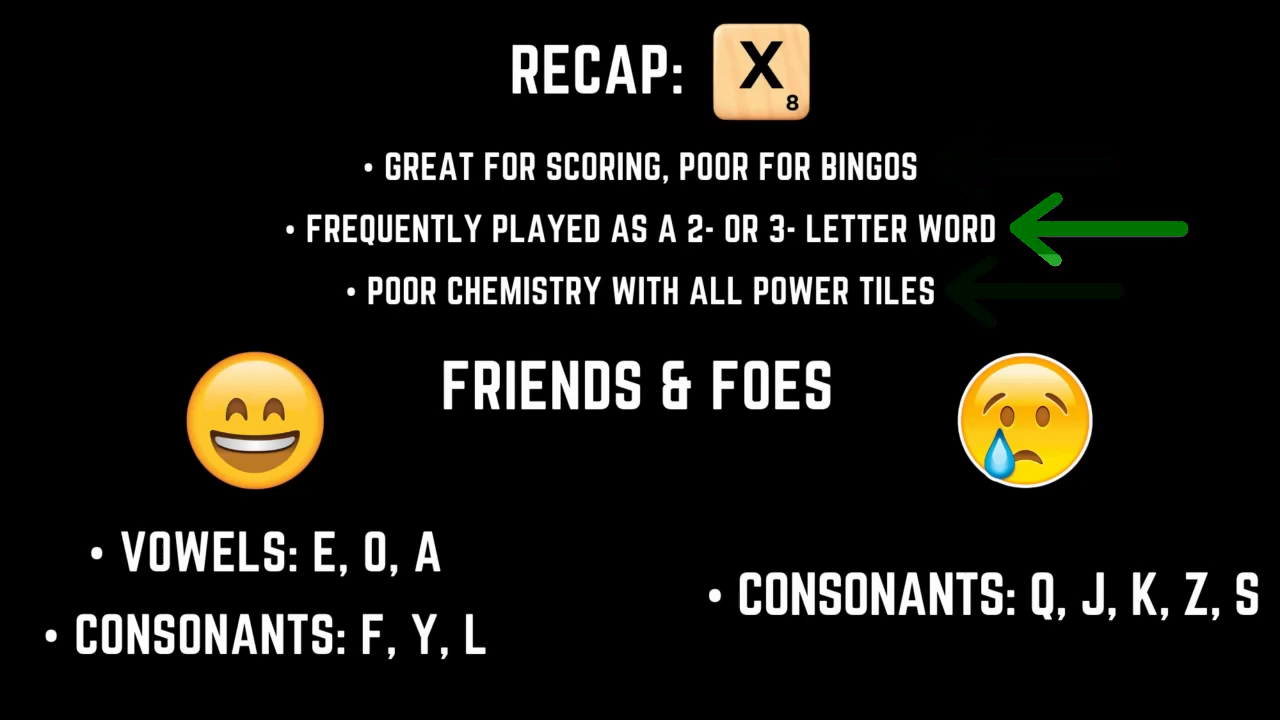 RECAP: X 8
• GREAT FOR SCORING, POOR FOR BINGOS
• FREQUENTLY PLAYED AS A 2- OR 3- LETTER WORD
• POOR CHEMISTRY WITH ALL POWER TILES
FRIENDS & FOES
• VOWELS: E, O, A
• CONSONANTS: F, Y, L
• CONSONANTS: Q, J, K, Z, S